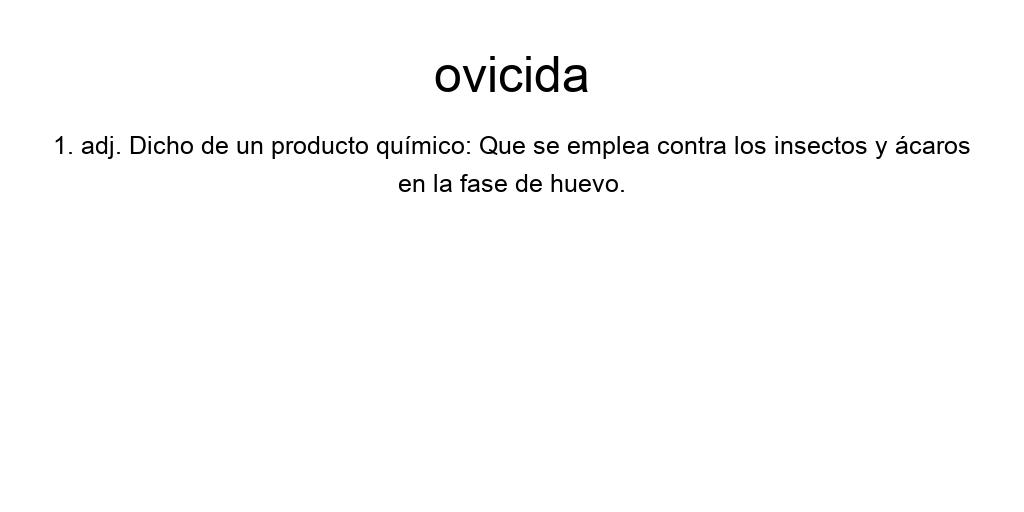 ovicida
1. adj. Dicho de un producto químico: Que se emplea contra los insectos y ácaros
en la fase de huevo.